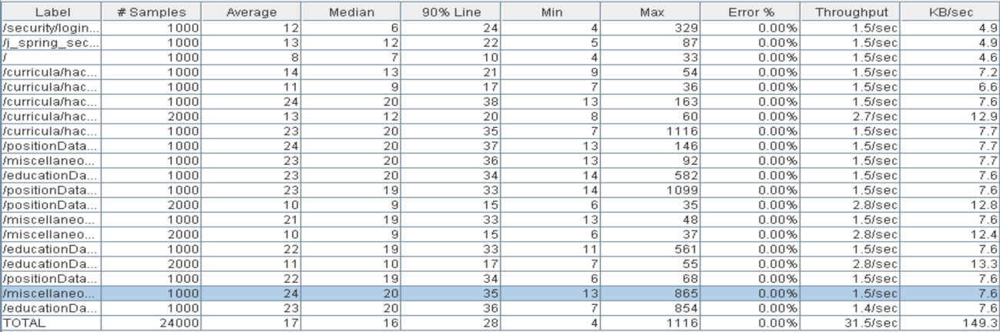 Label # Samples Average Median 90% Line Min Max Error % Throughput KB/sec
/security/login... 1000 12 6 24 4 329 0.00% 1.5/sec 4.9
/j_spring_sec... 1000 13 12 22 5 87 0.00% 1.5/sec 4.9
/ 1000 8 7 10 4 33 0.00% 1.5/sec 4.6
/curricula/hac... 1000 14 13 21 9 54 0.00% 1.5/sec 7.2
/curricula/hac... 1000 11 9 17 7 36 0.00% 1.5/sec 6.6
/curricula/hac... 1000 24 20 38 13 163 0.00% 1.5/sec 7.6
/curricula/hac... 2000 13 12 20 8 60 0.00% 2.7/sec 12.9
/curricula/hac... 1000 23 20 35 7 1116 0.00% 1.5/sec 7.7
/positionData... 1000 24 20 37 13 146 0.00% 1.5/sec 7.7
/miscellaneo... 1000 23 20 36 13 92 0.00% 1.5/sec 7.7
/educationDa... 1000 23 20 34 14 582 0.00% 1.5/sec 7.6
/positionData... 1000 23 19 33 14 1099 0.00% 1.5/sec 7.6
/positionData... 2000 10 9 15 6 35 0.00% 2.8/sec 12.8
/miscellaneo... 1000 21 19 33 13 48 0.00% 1.5/sec 7.6
/miscellaneo... 2000 10 9 15 6 37 0.00% 2.8/sec 12.4
/educationDa... 1000 22 19 33 11 561 0.00% 1.5/sec 7.6
/educationDa... 2000 11 10 17 7 55 0.00% 2.8/sec 13.3
/positionData... 1000 22 19 34 6 68 0.00% 1.5/sec 7.6
/miscellaneo... 1000 24 20 35 13 865 0.00% 1.5/sec 7.6
/educationDa... 1000 23 20 36 7 854 0.00% 1.4/sec 7.6
TOTAL 24000 17 16 28 4 1116 0.00% 31.5/sec 149.3